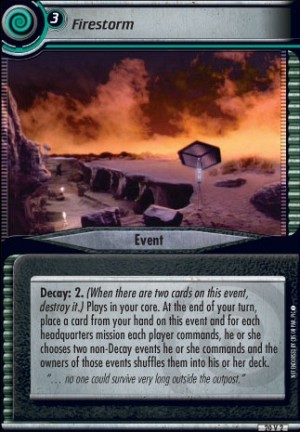 3
Firestorm
Event
Decay: 2. (When there are two cards on this event,
destroy it.) Plays in your core. At the end of your turn,
place a card from your hand on this event and for each
headquarters mission each player commands, he or she
chooses two non-Decay events he or she commands and the
owners of those events shuffles them into his or her deck.
"... no one could survive very long outside the outpost."
20 V 2